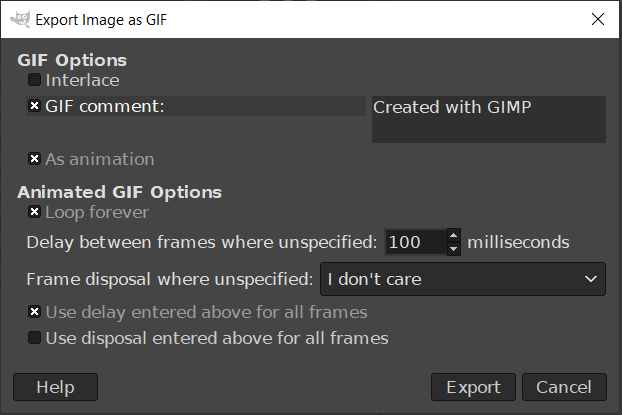 Export Image as GIF
GIF Options
Interlace
GIF comment: Created with GIMP
As animation
Animated GIF Options
Loop forever
Delay between frames where unspecified: 100 milliseconds
Frame disposal where unspecified: I don't care
Use delay entered above for all frames
Use disposal entered above for all frames
Help Export Cancel